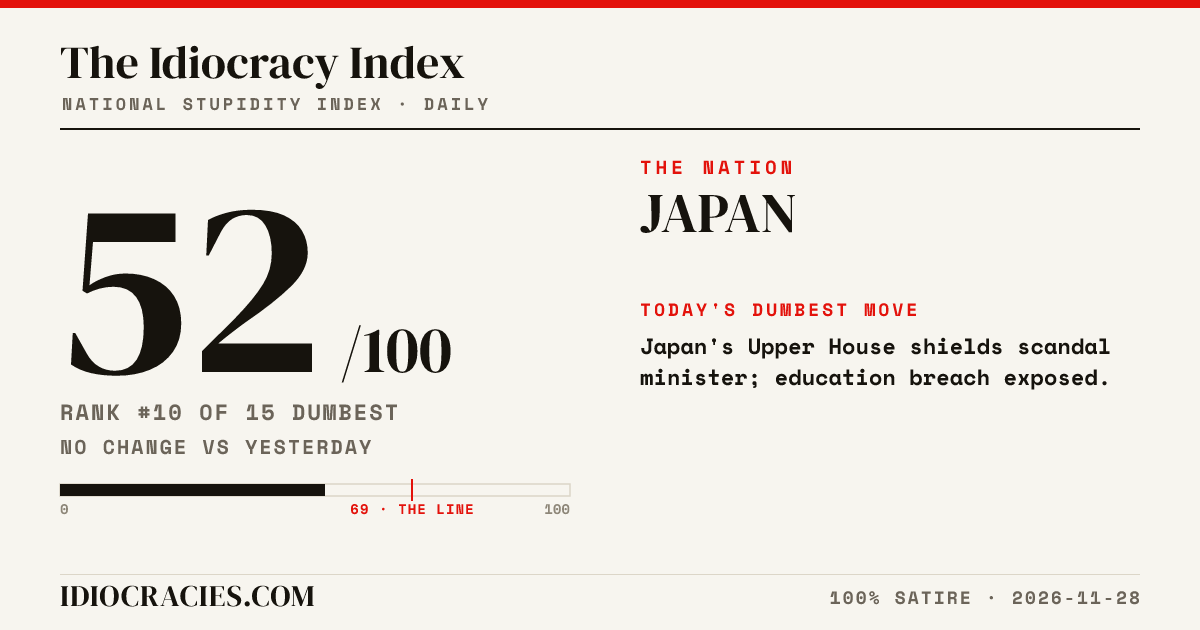 The Idiocracy Index
NATIONAL STUPIDITY INDEX · DAILY
52 /100
RANK #10 OF 15 DUMBEST
NO CHANGE VS YESTERDAY
0
69 · THE LINE
100
THE NATION
JAPAN
TODAY'S DUMBEST MOVE
Japan's Upper House shields scandal
minister; education breach exposed.
IDIOCRACIES.COM
100% SATIRE · 2026-11-28